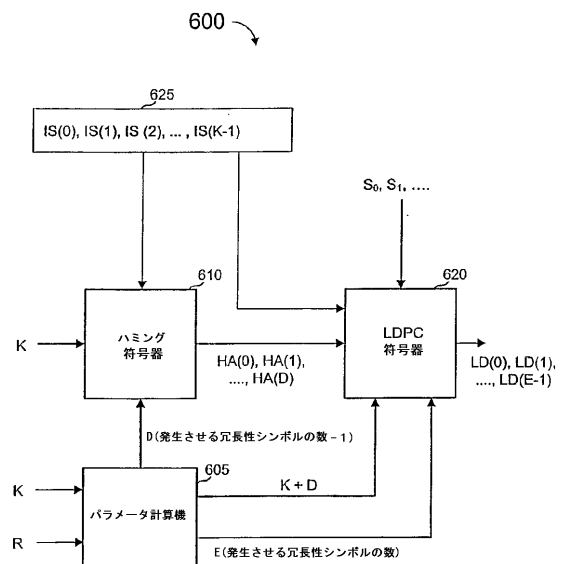 600
625
IS(0), IS(1), IS (2), ... , IS(K-1)
S₀, S₁, ....
610
620
K
ハミング
符号器
LDPC
符号器
HA(0), HA(1),
...., HA(D)
LD(0), LD(1),
...., LD(E-1)
D(発生させる冗長性シンボルの数-1)
605
K
K + D
パラメータ計算機
R
E(発生させる冗長性シンボルの数)